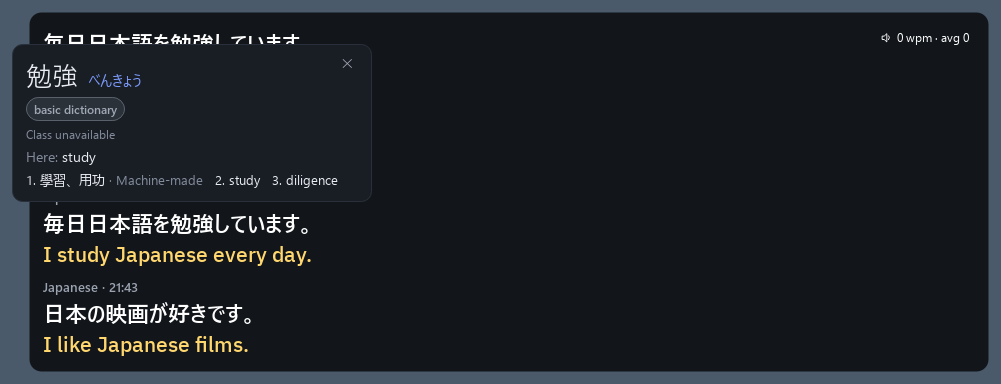 毎日日本語を勉強しています
0 wpm · avg 0
勉強 べんきょう
basic dictionary
Class unavailable
Here: study
1. 學習、用功 · Machine-made 2. study 3. diligence
毎日日本語を勉強しています。
I study Japanese every day.
Japanese · 21:43
日本の映画が好きです。
I like Japanese films.